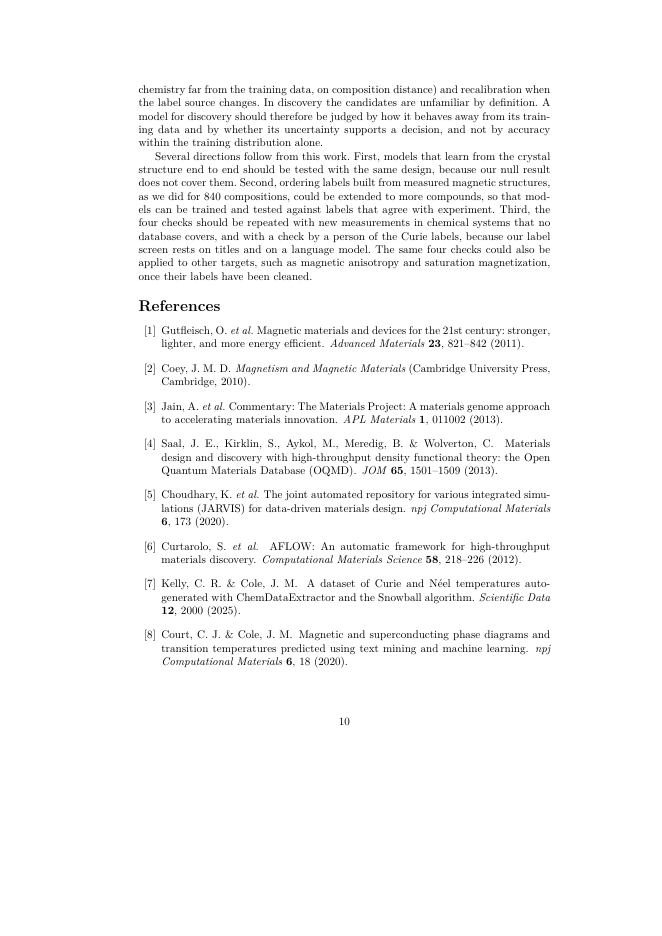 chemistry far from the training data, on composition distance) and recalibration when
the label source changes. In discovery the candidates are unfamiliar by definition. A
model for discovery should therefore be judged by how it behaves away from its train-
ing data and by whether its uncertainty supports a decision, and not by accuracy
within the training distribution alone.
Several directions follow from this work. First, models that learn from the crystal
structure end to end should be tested with the same design, because our null result
does not cover them. Second, ordering labels built from measured magnetic structures,
as we did for 840 compositions, could be extended to more compounds, so that mod-
els can be trained and tested against labels that agree with experiment. Third, the
four checks should be repeated with new measurements in chemical systems that no
database covers, and with a check by a person of the Curie labels, because our label
screen rests on titles and on a language model. The same four checks could also be
applied to other targets, such as magnetic anisotropy and saturation magnetization,
once their labels have been cleaned.
References
[1] Gutfleisch, O. et al. Magnetic materials and devices for the 21st century: stronger,
lighter, and more energy efficient. Advanced Materials 23, 821–842 (2011).
[2] Coey, J. M. D. Magnetism and Magnetic Materials (Cambridge University Press,
Cambridge, 2010).
[3] Jain, A. et al. Commentary: The Materials Project: A materials genome approach
to accelerating materials innovation. APL Materials 1, 011002 (2013).
[4] Saal, J. E., Kirklin, S., Aykol, M., Meredig, B. & Wolverton, C. Materials
design and discovery with high-throughput density functional theory: the Open
Quantum Materials Database (OQMD). JOM 65, 1501–1509 (2013).
[5] Choudhary, K. et al. The joint automated repository for various integrated simu-
lations (JARVIS) for data-driven materials design. npj Computational Materials
6, 173 (2020).
[6] Curtarolo, S. et al. AFLOW: An automatic framework for high-throughput
materials discovery. Computational Materials Science 58, 218–226 (2012).
[7] Kelly, C. R. & Cole, J. M. A dataset of Curie and Néel temperatures auto-
generated with ChemDataExtractor and the Snowball algorithm. Scientific Data
12, 2000 (2025).
[8] Court, C. J. & Cole, J. M. Magnetic and superconducting phase diagrams and
transition temperatures predicted using text mining and machine learning. npj
Computational Materials 6, 18 (2020).
10